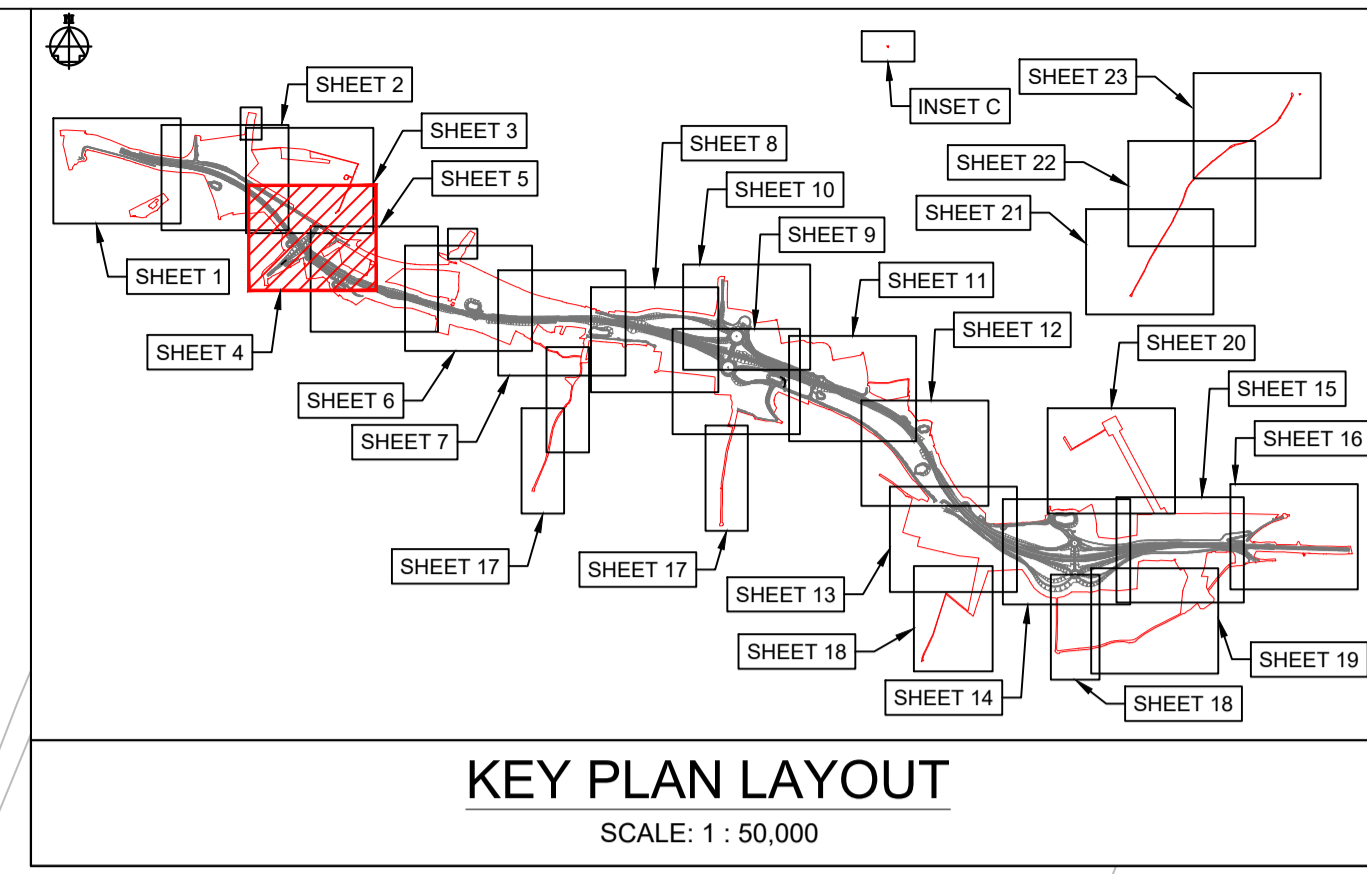 SHEET 2
SHEET 3
SHEET 5
SHEET 1
SHEET 4
SHEET 8
SHEET 10
SHEET 9
SHEET 11
SHEET 12
SHEET 6
SHEET 7
SHEET 17
SHEET 17
INSET C
SHEET 23
SHEET 22
SHEET 21
SHEET 20
SHEET 15
SHEET 16
SHEET 13
SHEET 18
SHEET 14
SHEET 18
SHEET 19
KEY PLAN LAYOUT
SCALE: 1 : 50,000